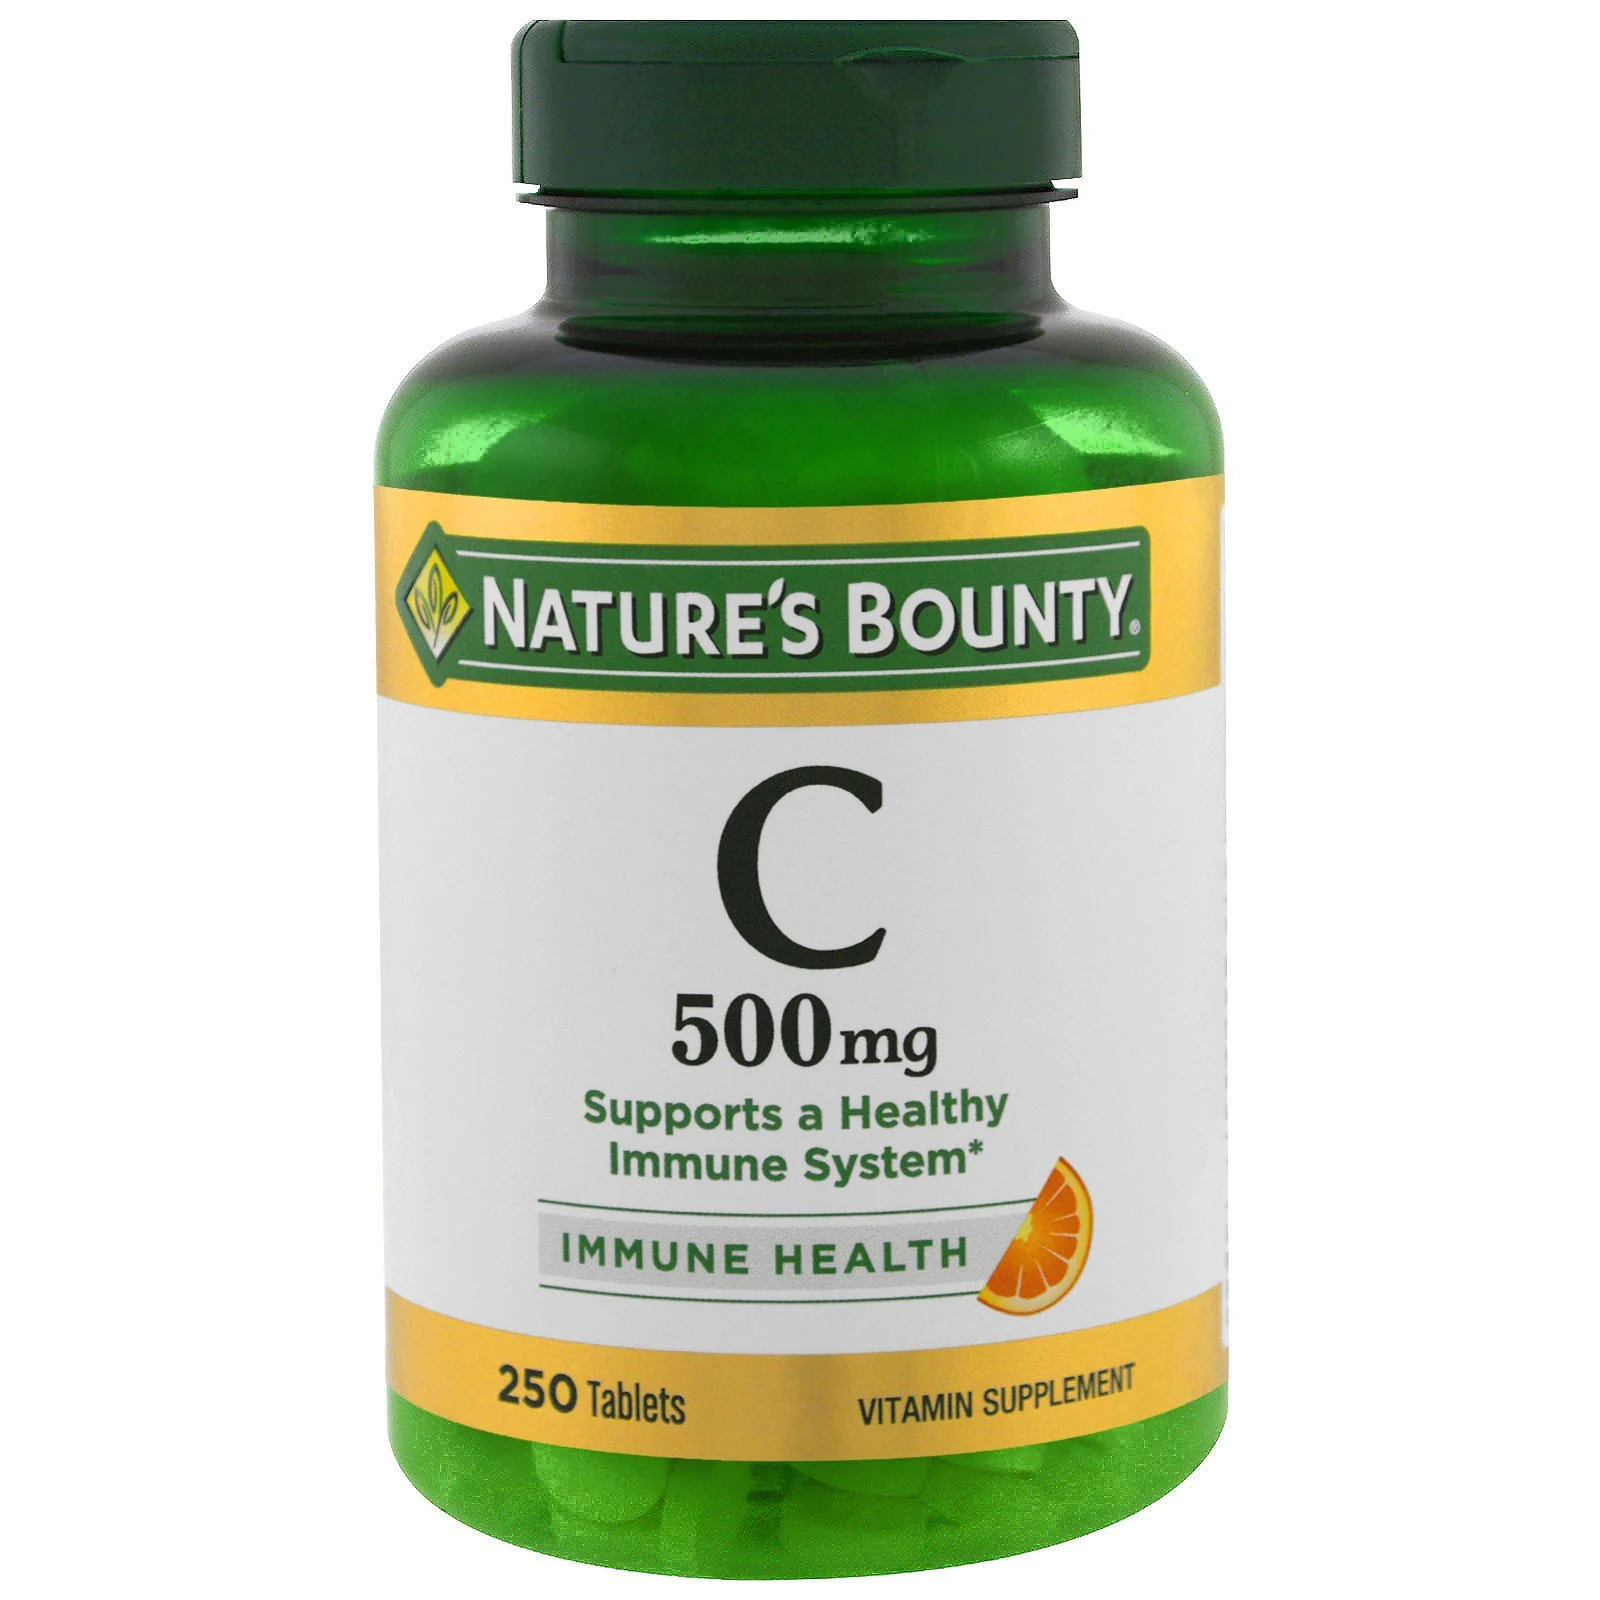 NATURE'S BOUNTY®
C
500mg
Supports a Healthy
Immune System*
IMMUNE HEALTH
250 Tablets
VITAMIN SUPPLEMENT